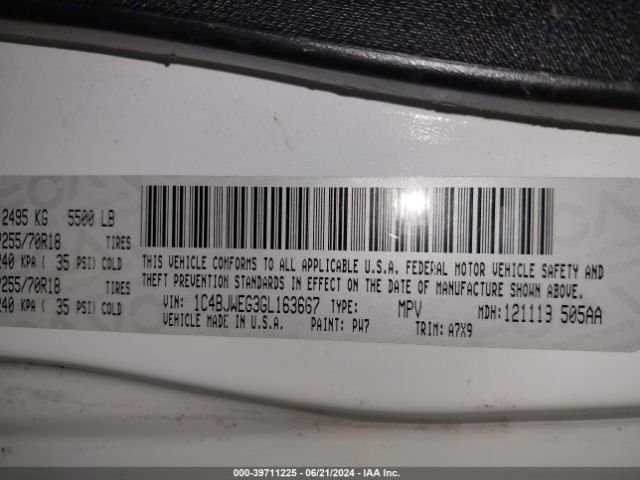 2495 KG 5500 LB
255/70R18 TIRES
240 KPA ( 35 PSI) COLD
255/70R18 TIRES
240 KPA ( 35 PSI) COLD
THIS VEHICLE CONFORMS TO ALL APPLICABLE U.S.A. FEDERAL MOTOR VEHICLE SAFETY AND
THEFT PREVENTION STANDARDS IN EFFECT ON THE DATE OF MANUFACTURE SHOWN ABOVE.
VIN: 1C4BJWEG3GL163667 TYPE: MPV MDH: 121113 505AA
VEHICLE MADE IN U.S.A. PAINT: PW7 TRIM: A7X9
000-39711225 - 06/21/2024 - IAA Inc.